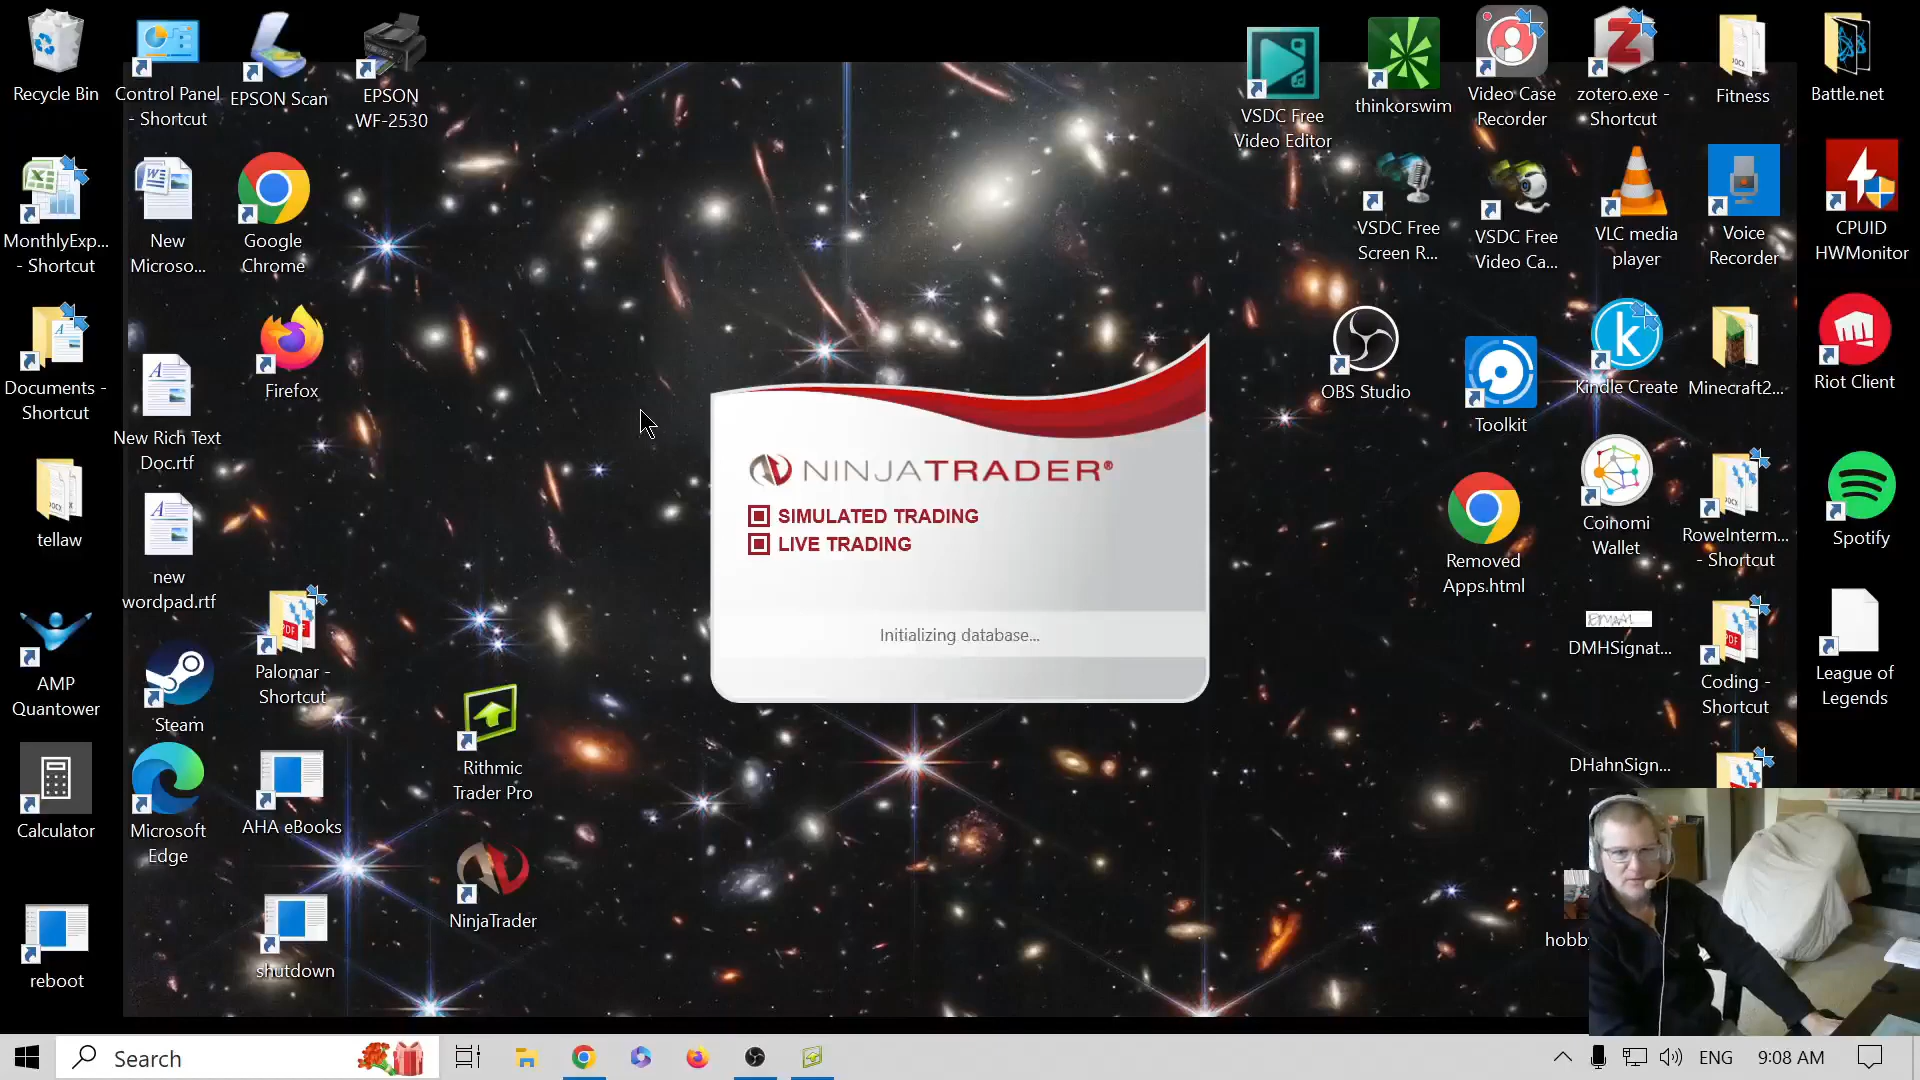 Recycle Bin
Control Panel
- Shortcut
EPSON Scan
EPSON
WF-2530
VSDC Free
Video Editor
thinkorswim
Video Case
Recorder
zotero.exe -
Shortcut
Fitness
Battle.net
MonthlyExp...
- Shortcut
New
Microso...
Google
Chrome
VSDC Free
Screen R...
VSDC Free
Video Ca...
VLC media
player
Voice
Recorder
CPUID
HWMonitor
Documents -
Shortcut
New Rich Text
Doc.rtf
Firefox
OBS Studio
Toolkit
Kindle Create
Minecraft2...
Riot Client
NINJATRADER®
SIMULATED TRADING
LIVE TRADING
Initializing database...
tellaw
new
wordpad.rtf
Removed
Apps.html
Coinomi
Wallet
RoweInterm...
- Shortcut
Spotify
AMP
Quantower
Steam
Palomar -
Shortcut
Rithmic
Trader Pro
DMHSignat...
Coding -
Shortcut
League of
Legends
Calculator
Microsoft
Edge
AHA eBooks
NinjaTrader
DHahnSign...
reboot
shutdown
hobb
Search
ENG
9:08 AM